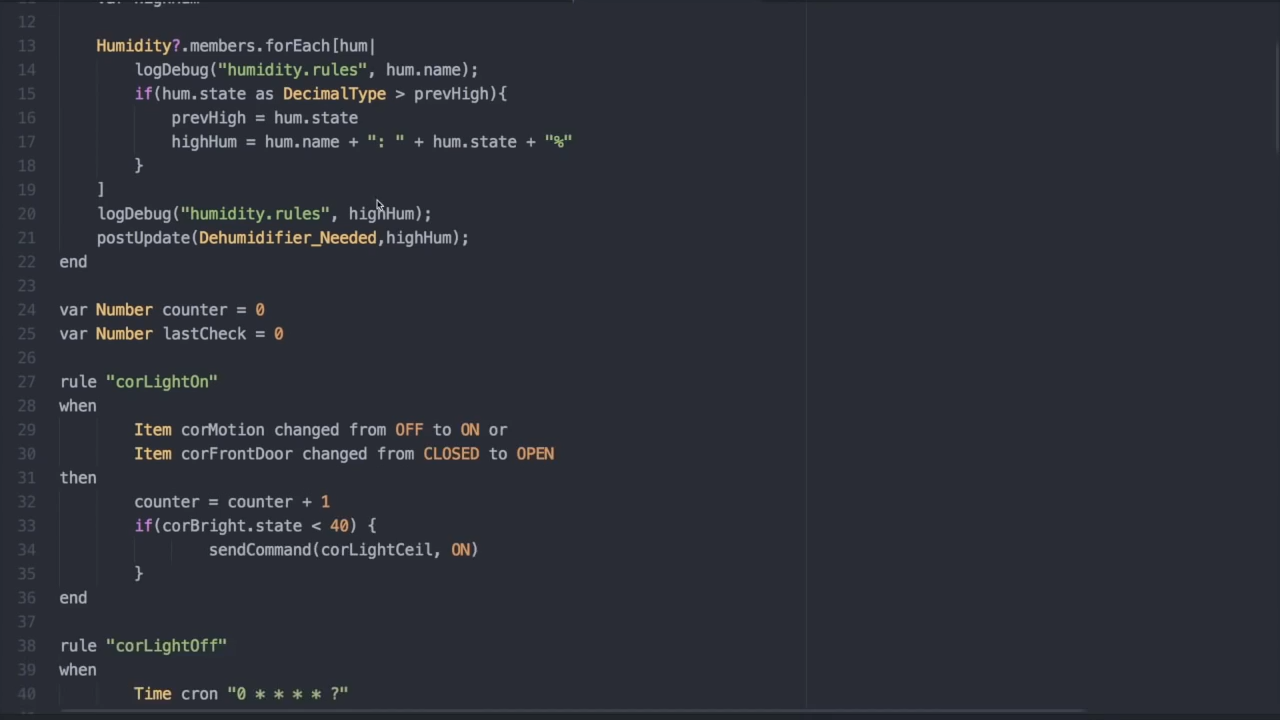 12
13 Humidity?.members.forEach[hum|
14 logDebug("humidity.rules", hum.name);
15 if(hum.state as DecimalType > prevHigh){
16 prevHigh = hum.state
17 highHum = hum.name + ": " + hum.state + "%"
18 }
19 ]
20 logDebug("humidity.rules", highHum);
21 postUpdate(Dehumidifier_Needed,highHum);
22 end
23
24 var Number counter = 0
25 var Number lastCheck = 0
26
27 rule "corLightOn"
28 when
29 Item corMotion changed from OFF to ON or
30 Item corFrontDoor changed from CLOSED to OPEN
31 then
32 counter = counter + 1
33 if(corBright.state < 40) {
34 sendCommand(corLightCeil, ON)
35 }
36 end
37
38 rule "corLightOff"
39 when
40 Time cron "0 * * * * ?"